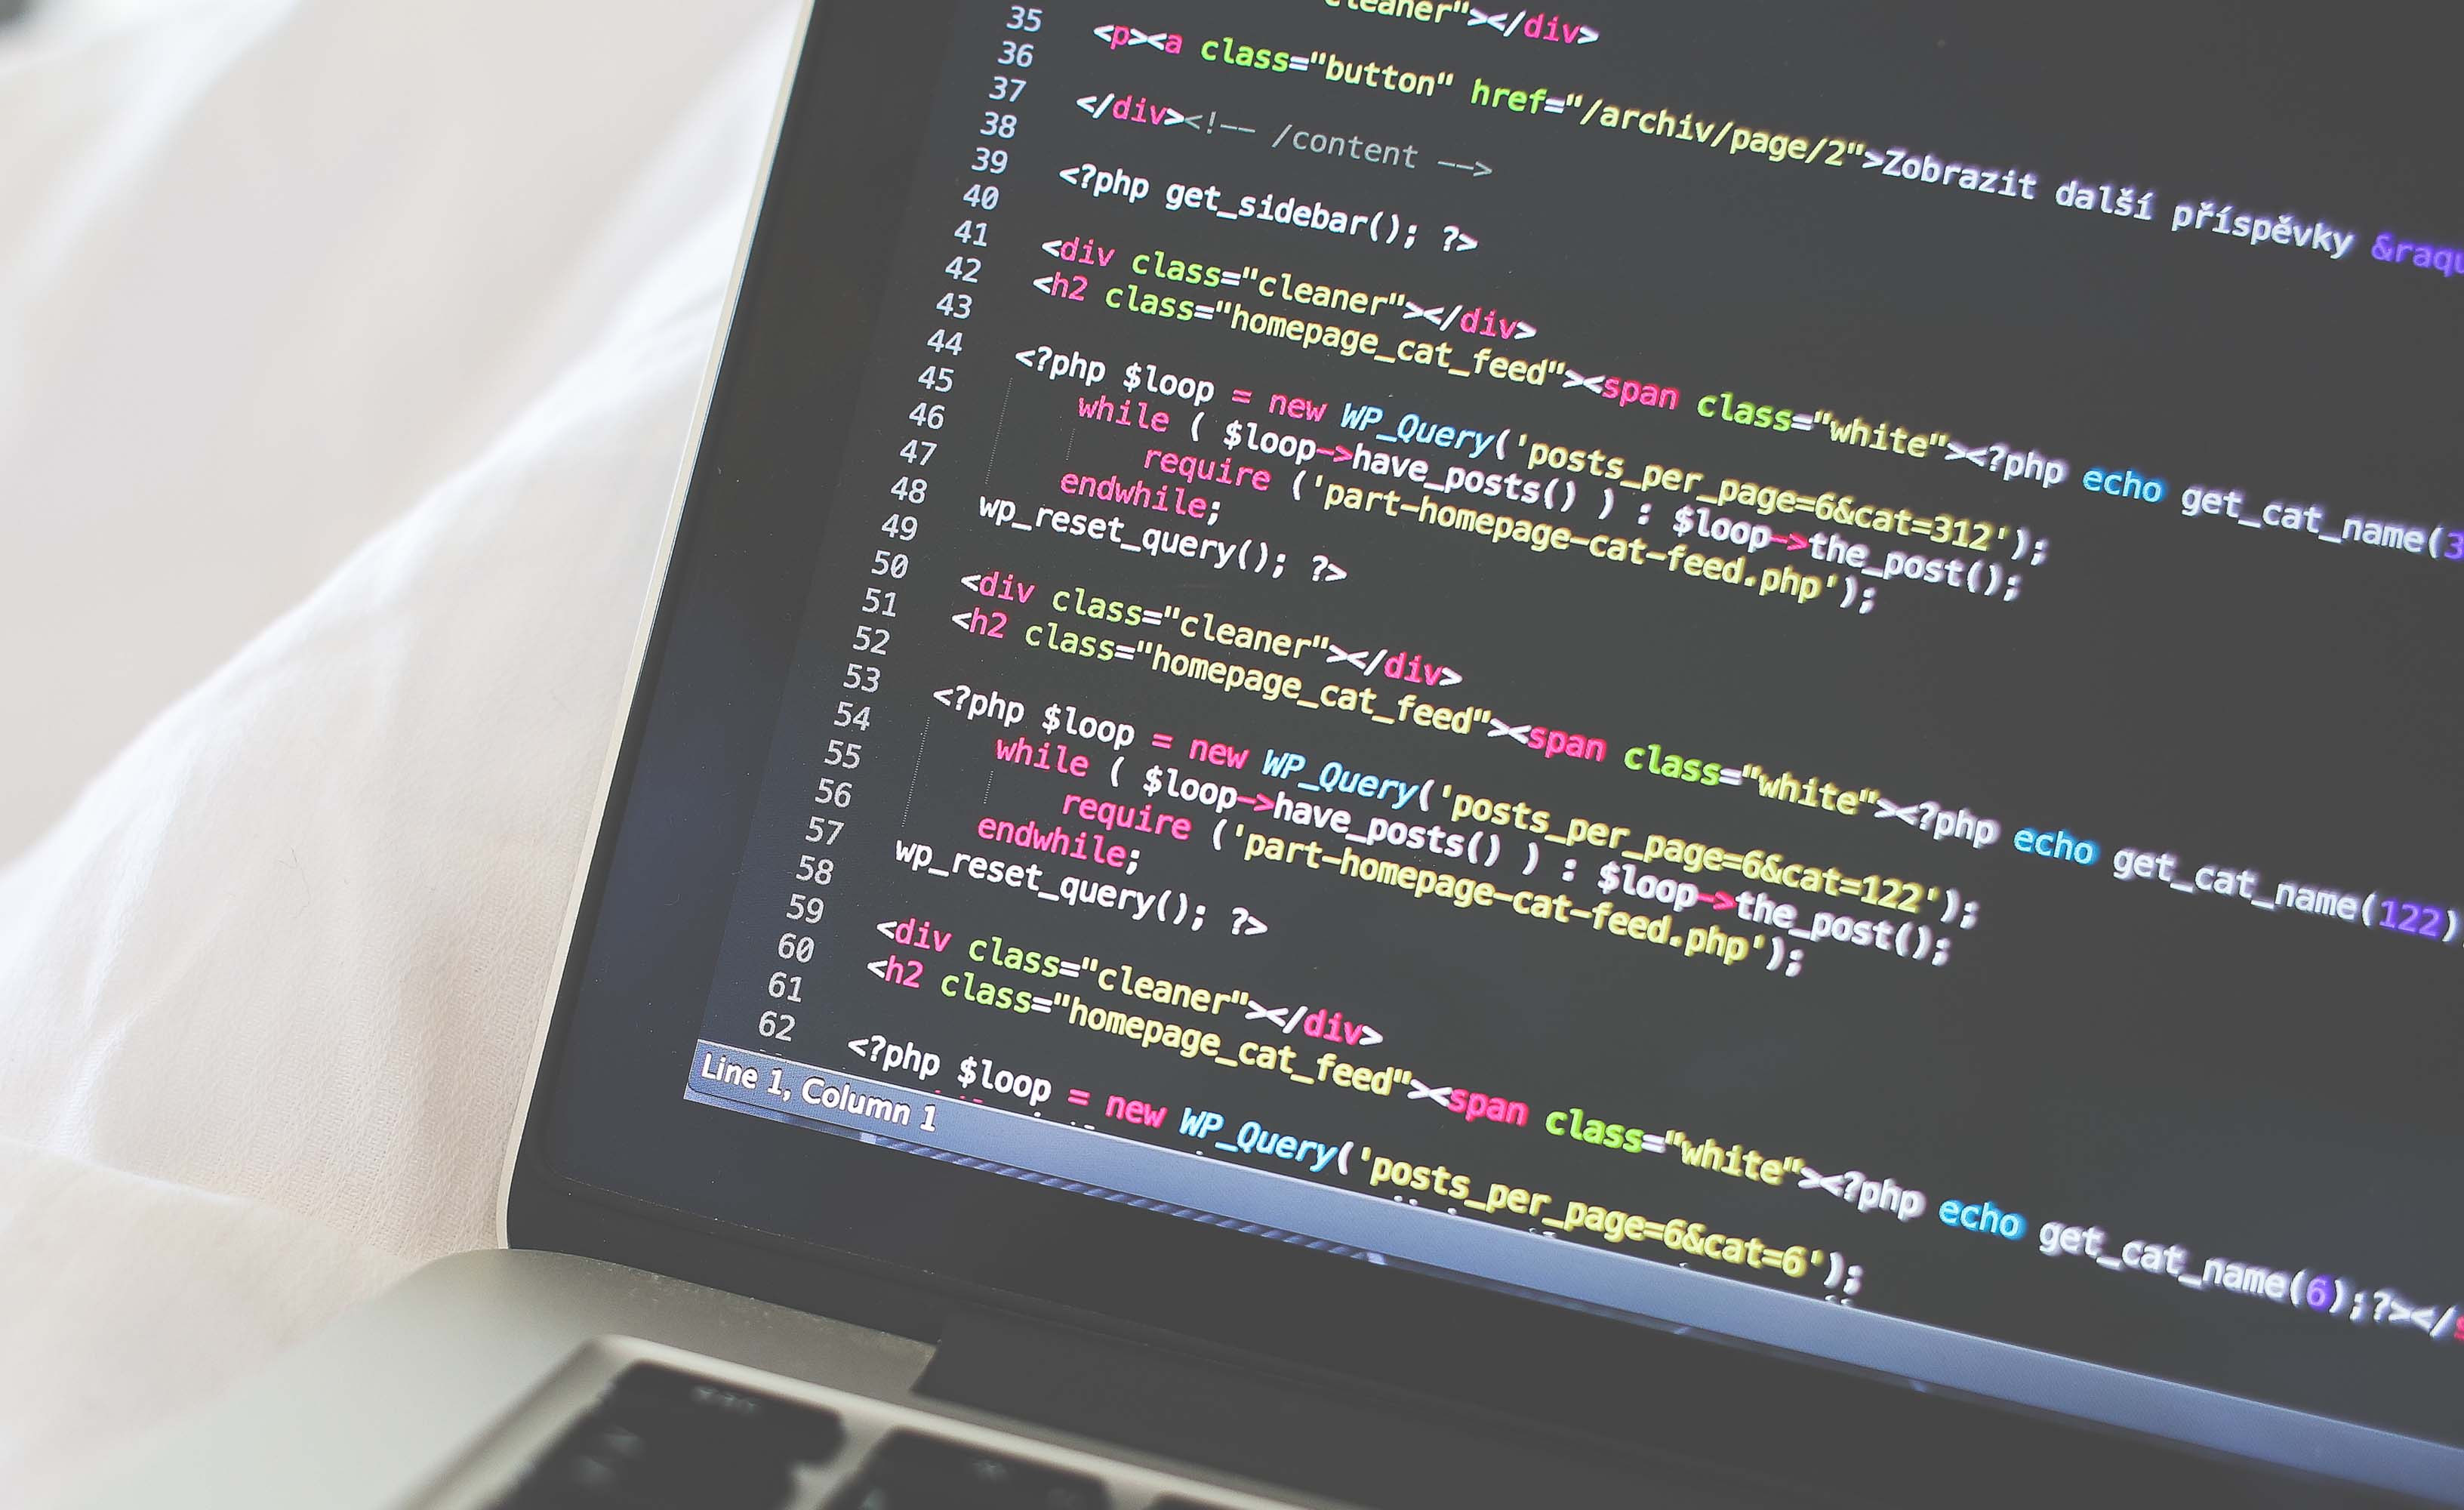 35 cleaner"></div>
36 <p><a class="button" href="/archiv/page/2">Zobrazit další příspěvky &raqu
37
38 </div><!-- /content -->
39
40 <?php get_sidebar(); ?>
41
42 <div class="cleaner"></div>
43 <h2 class="homepage_cat_feed"><span class="white"><?php echo get_cat_name(3
44
45 <?php $loop = new WP_Query('posts_per_page=6&cat=312');
46 while ( $loop->have_posts() ) : $loop->the_post();
47 require ('part-homepage-cat-feed.php');
48 endwhile;
49 wp_reset_query(); ?>
50
51 <div class="cleaner"></div>
52 <h2 class="homepage_cat_feed"><span class="white"><?php echo get_cat_name(122)
53
54 <?php $loop = new WP_Query('posts_per_page=6&cat=122');
55 while ( $loop->have_posts() ) : $loop->the_post();
56 require ('part-homepage-cat-feed.php');
57 endwhile;
58 wp_reset_query(); ?>
59
60 <div class="cleaner"></div>
61 <h2 class="homepage_cat_feed"><span class="white"><?php echo get_cat_name(6);?></s
62
<?php $loop = new WP_Query('posts_per_page=6&cat=6');
Line 1, Column 1